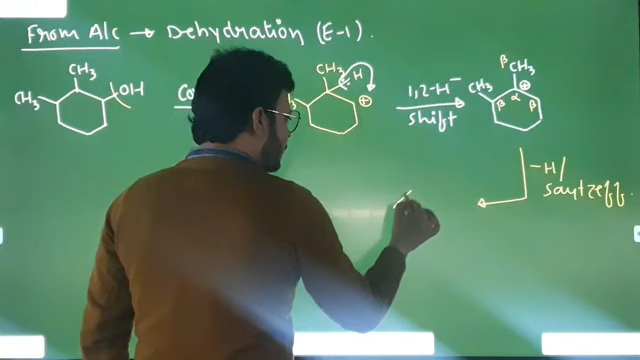 From Alc → Dehydration (E-1).
CH3
CH3
OH
CH3
H
⊕
1,2-H⁻
shift
β
CH3
CH3
⊕
α
β
β
-H/
saytzeff.